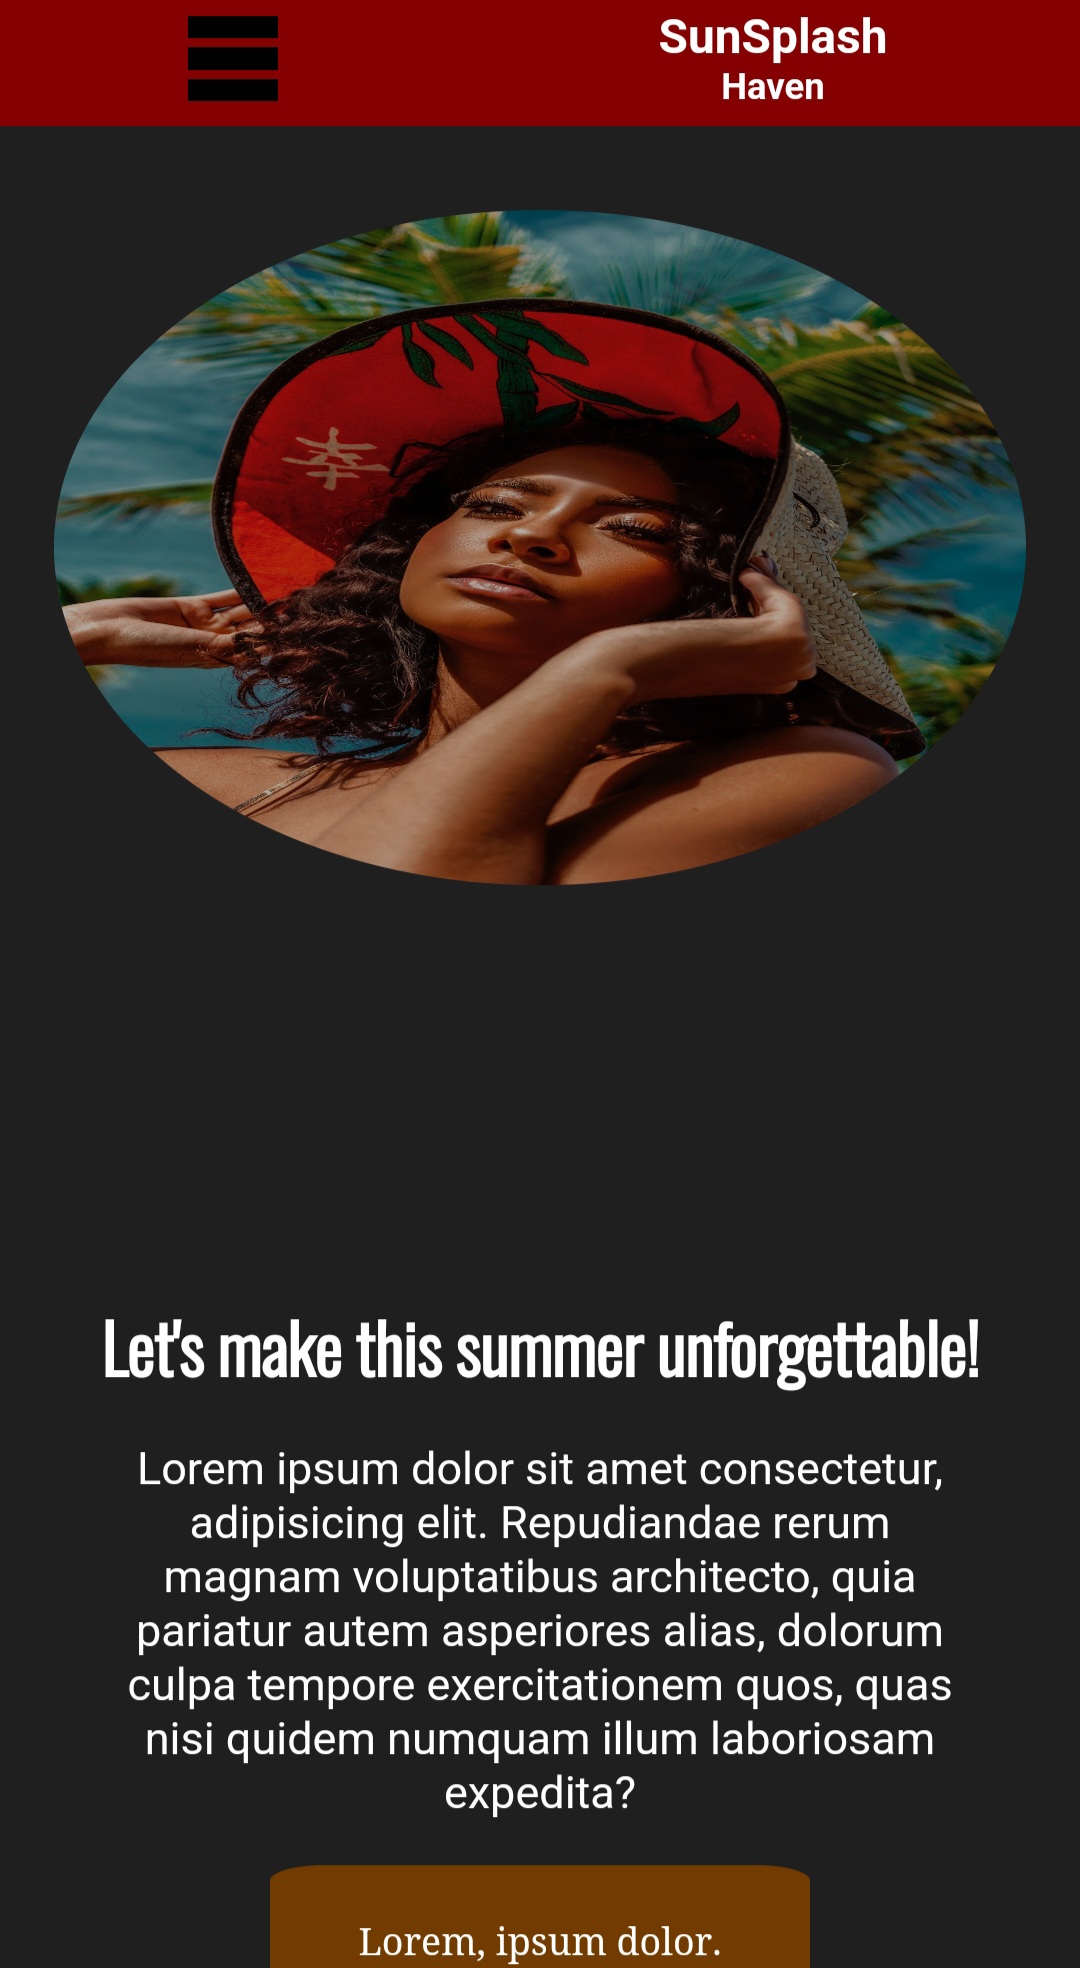 SunSplash
Haven
Let's make this summer unforgettable!
Lorem ipsum dolor sit amet consectetur,
adipisicing elit. Repudiandae rerum
magnam voluptatibus architecto, quia
pariatur autem asperiores alias, dolorum
culpa tempore exercitationem quos, quas
nisi quidem numquam illum laboriosam
expedita?
Lorem, ipsum dolor.